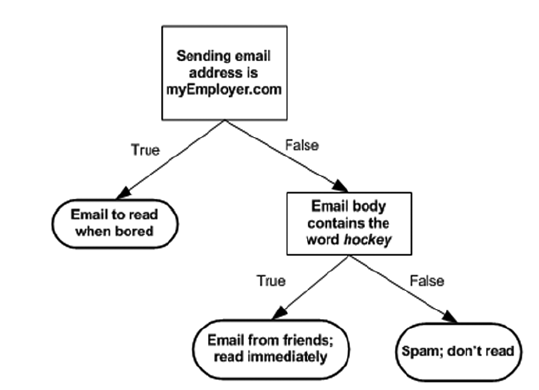 Sending email
address is
myEmployer.com
True
False
Email to read
when bored
Email body
contains the
word hockey
True
False
Email from friends;
read immediately
Spam; don't read